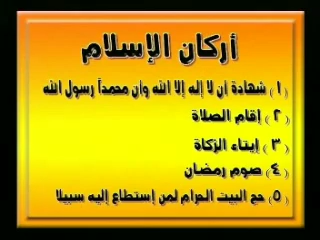 أركان الإسلام
(١) شهادة أن لا إله إلا الله وأن محمداً رسول الله
(٢) إقام الصلاة
(٣) إيتاء الزكاة
(٤) صوم رمضان
(٥) حج البيت الحرام لمن إستطاع إليه سبيلا